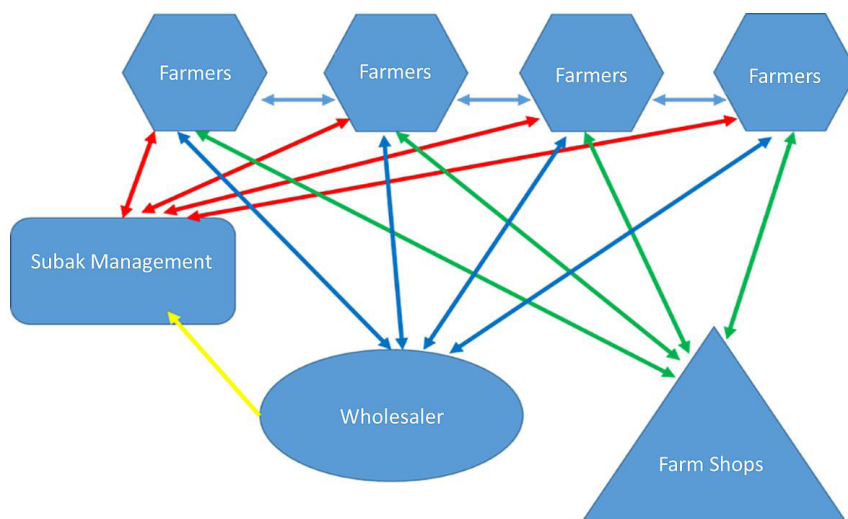 Farmers
Farmers
Farmers
Farmers
Subak Management
Wholesaler
Farm Shops